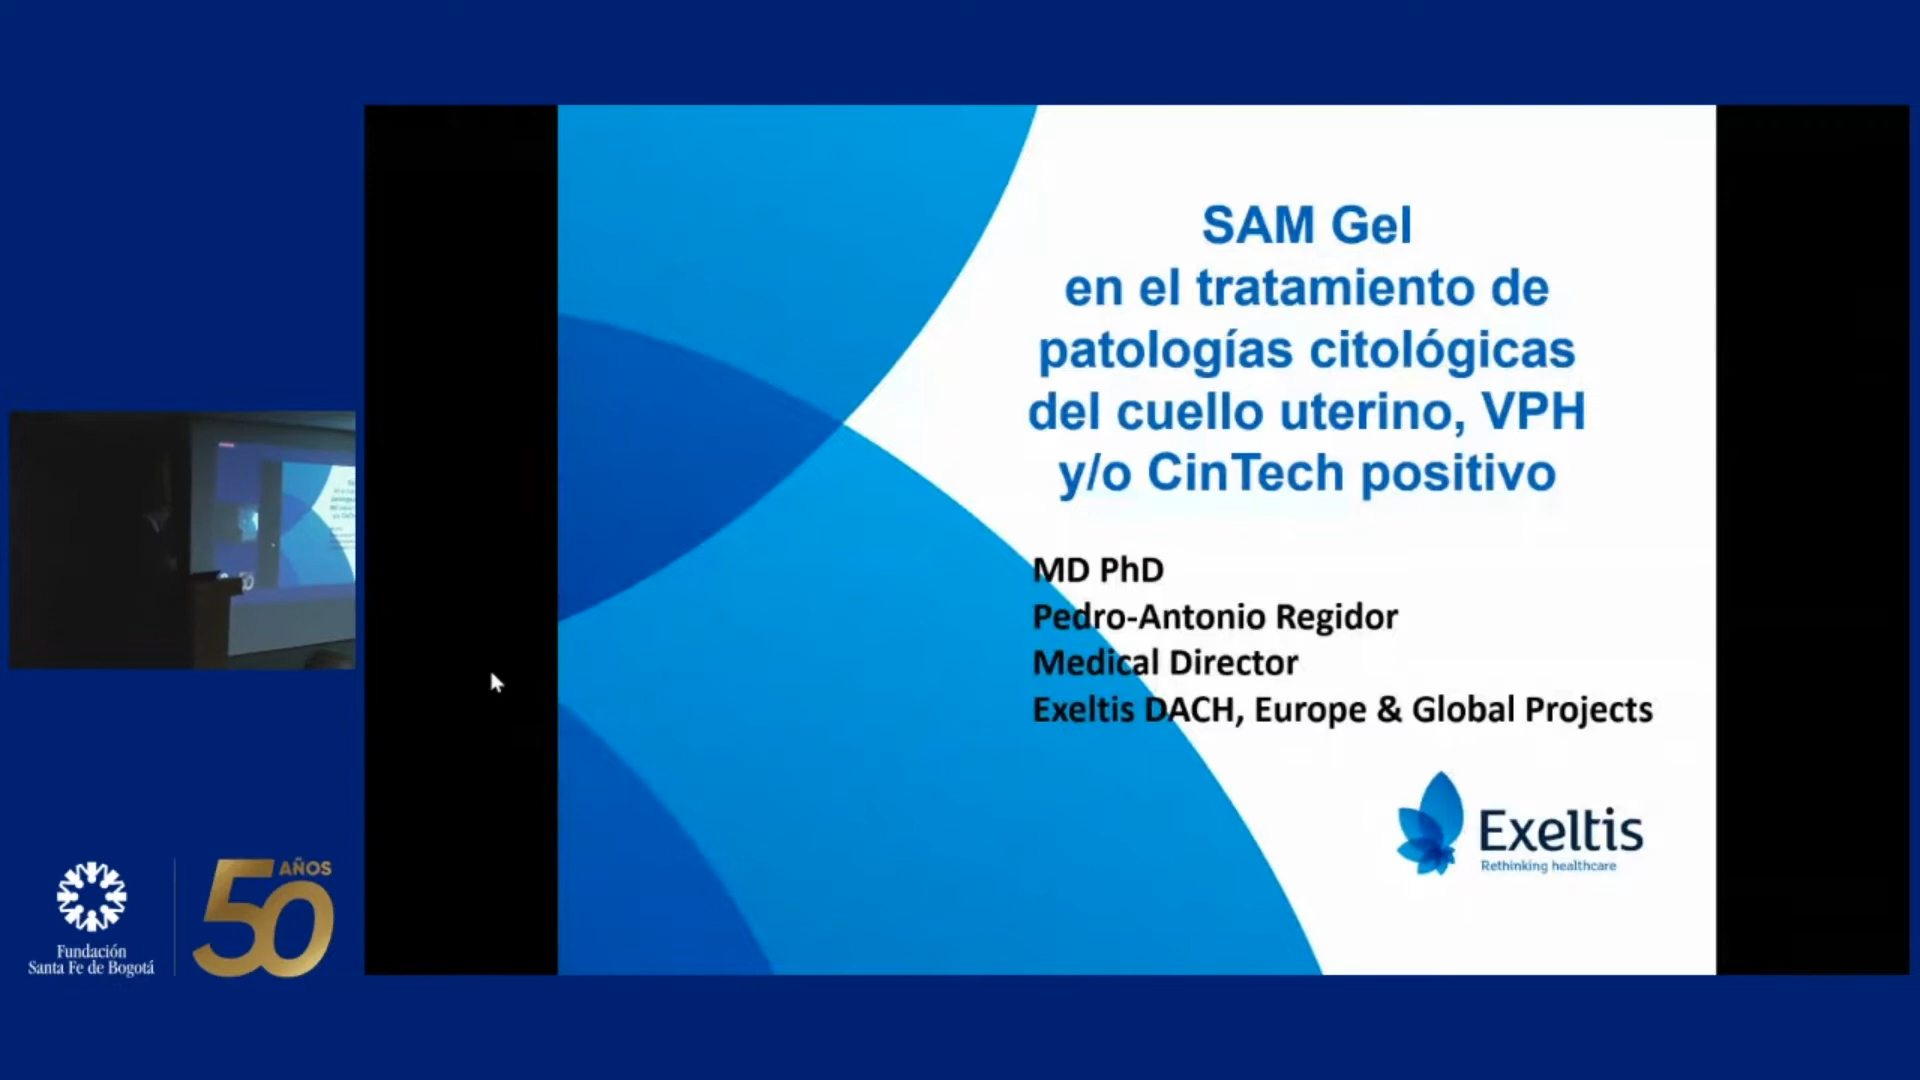 SAM Gel
en el tratamiento de
patologías citológicas
del cuello uterino, VPH
y/o CinTech positivo
MD PhD
Pedro-Antonio Regidor
Medical Director
Exeltis DACH, Europe & Global Projects
Exeltis
Rethinking healthcare
Fundación
Santa Fe de Bogotá
50 AÑOS